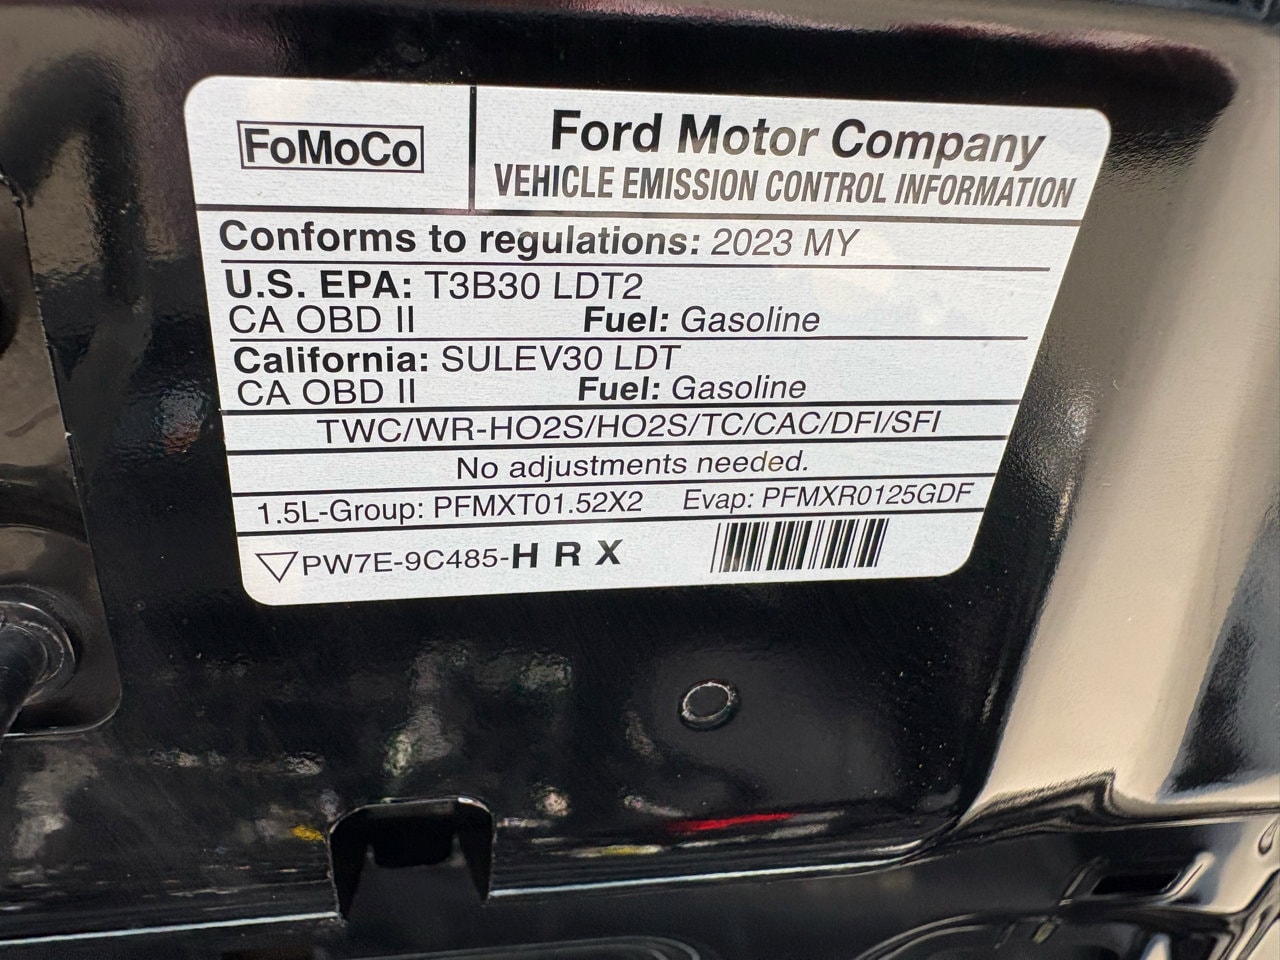 FoMoCo
Ford Motor Company
VEHICLE EMISSION CONTROL INFORMATION
Conforms to regulations: 2023 MY
U.S. EPA: T3B30 LDT2
CA OBD II Fuel: Gasoline
California: SULEV30 LDT
CA OBD II Fuel: Gasoline
TWC/WR-HO2S/HO2S/TC/CAC/DFI/SFI
No adjustments needed.
1.5L-Group: PFMXT01.52X2 Evap: PFMXR0125GDF
PW7E-9C485-H R X